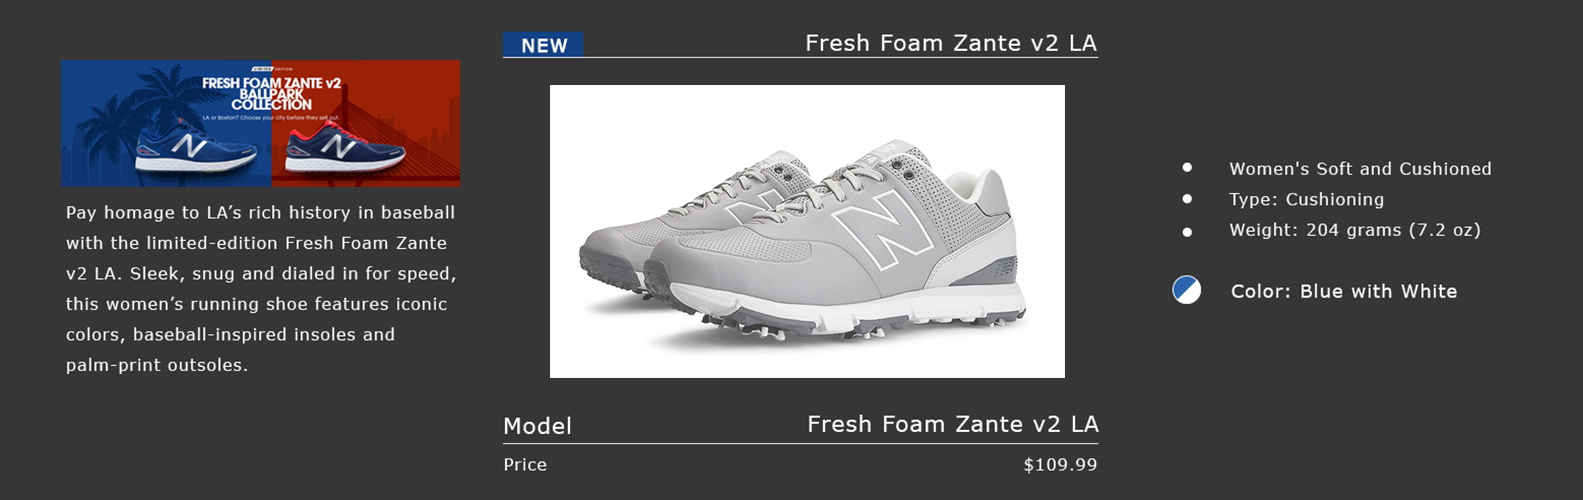 LIMITED EDITION
FRESH FOAM ZANTE v2
BALLPARK
COLLECTION
LA or Boston? Choose your city before they sell out.
Pay homage to LA’s rich history in baseball
with the limited-edition Fresh Foam Zante
v2 LA. Sleek, snug and dialed in for speed,
this women’s running shoe features iconic
colors, baseball-inspired insoles and
palm-print outsoles.
NEW
Fresh Foam Zante v2 LA
Model
Fresh Foam Zante v2 LA
Price
$109.99
Women's Soft and Cushioned
Type: Cushioning
Weight: 204 grams (7.2 oz)
Color: Blue with White